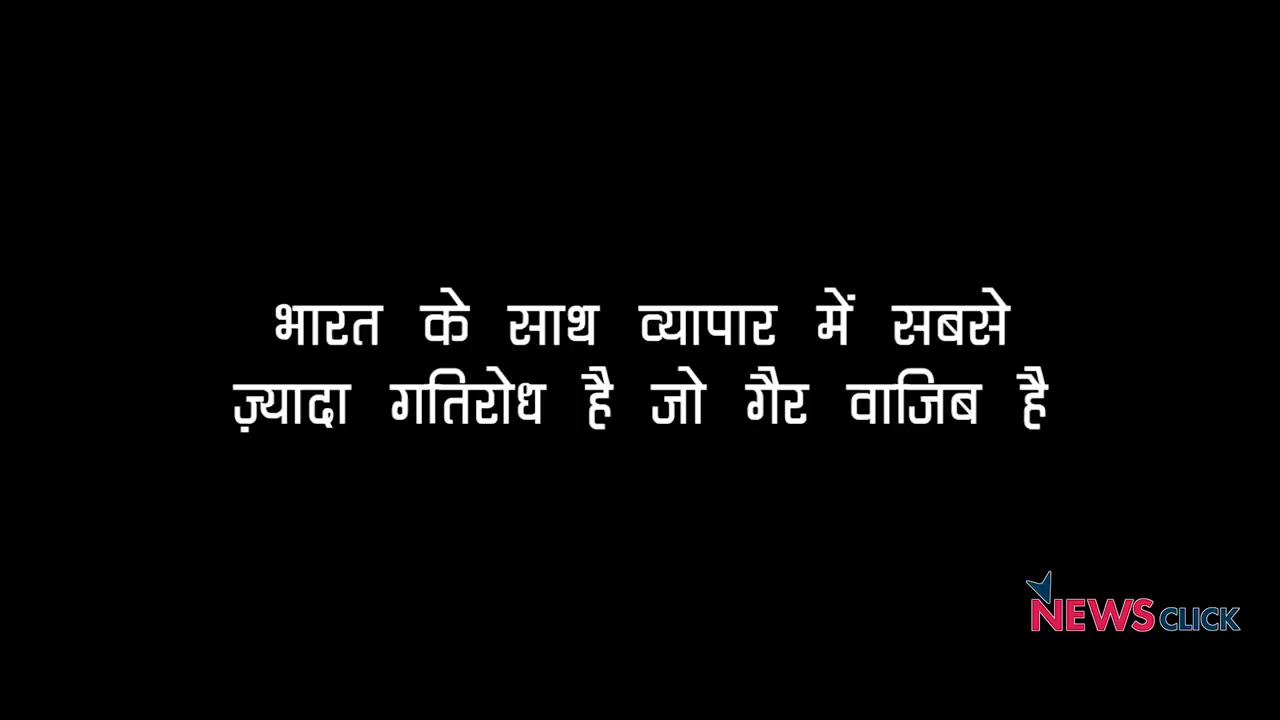 भारत के साथ व्यापार में सबसे
ज़्यादा गतिरोध है जो गैर वाजिब है
NEWSCLICK